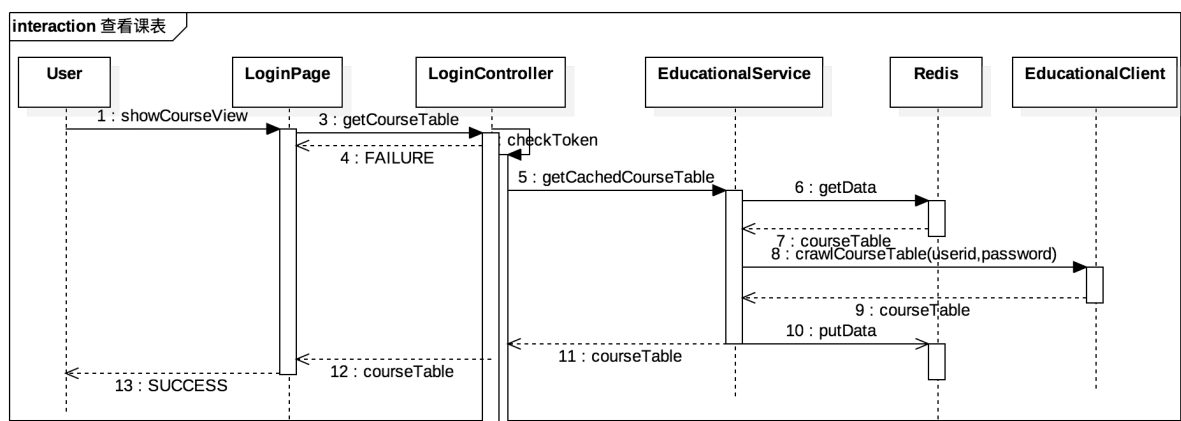 interaction 查看课表
User
LoginPage
LoginController
EducationalService
Redis
EducationalClient
1 : showCourseView
3 : getCourseTable
: checkToken
4 : FAILURE
5 : getCachedCourseTable
6 : getData
7 : courseTable
8 : crawlCourseTable(userid,password)
9 : courseTable
10 : putData
11 : courseTable
12 : courseTable
13 : SUCCESS